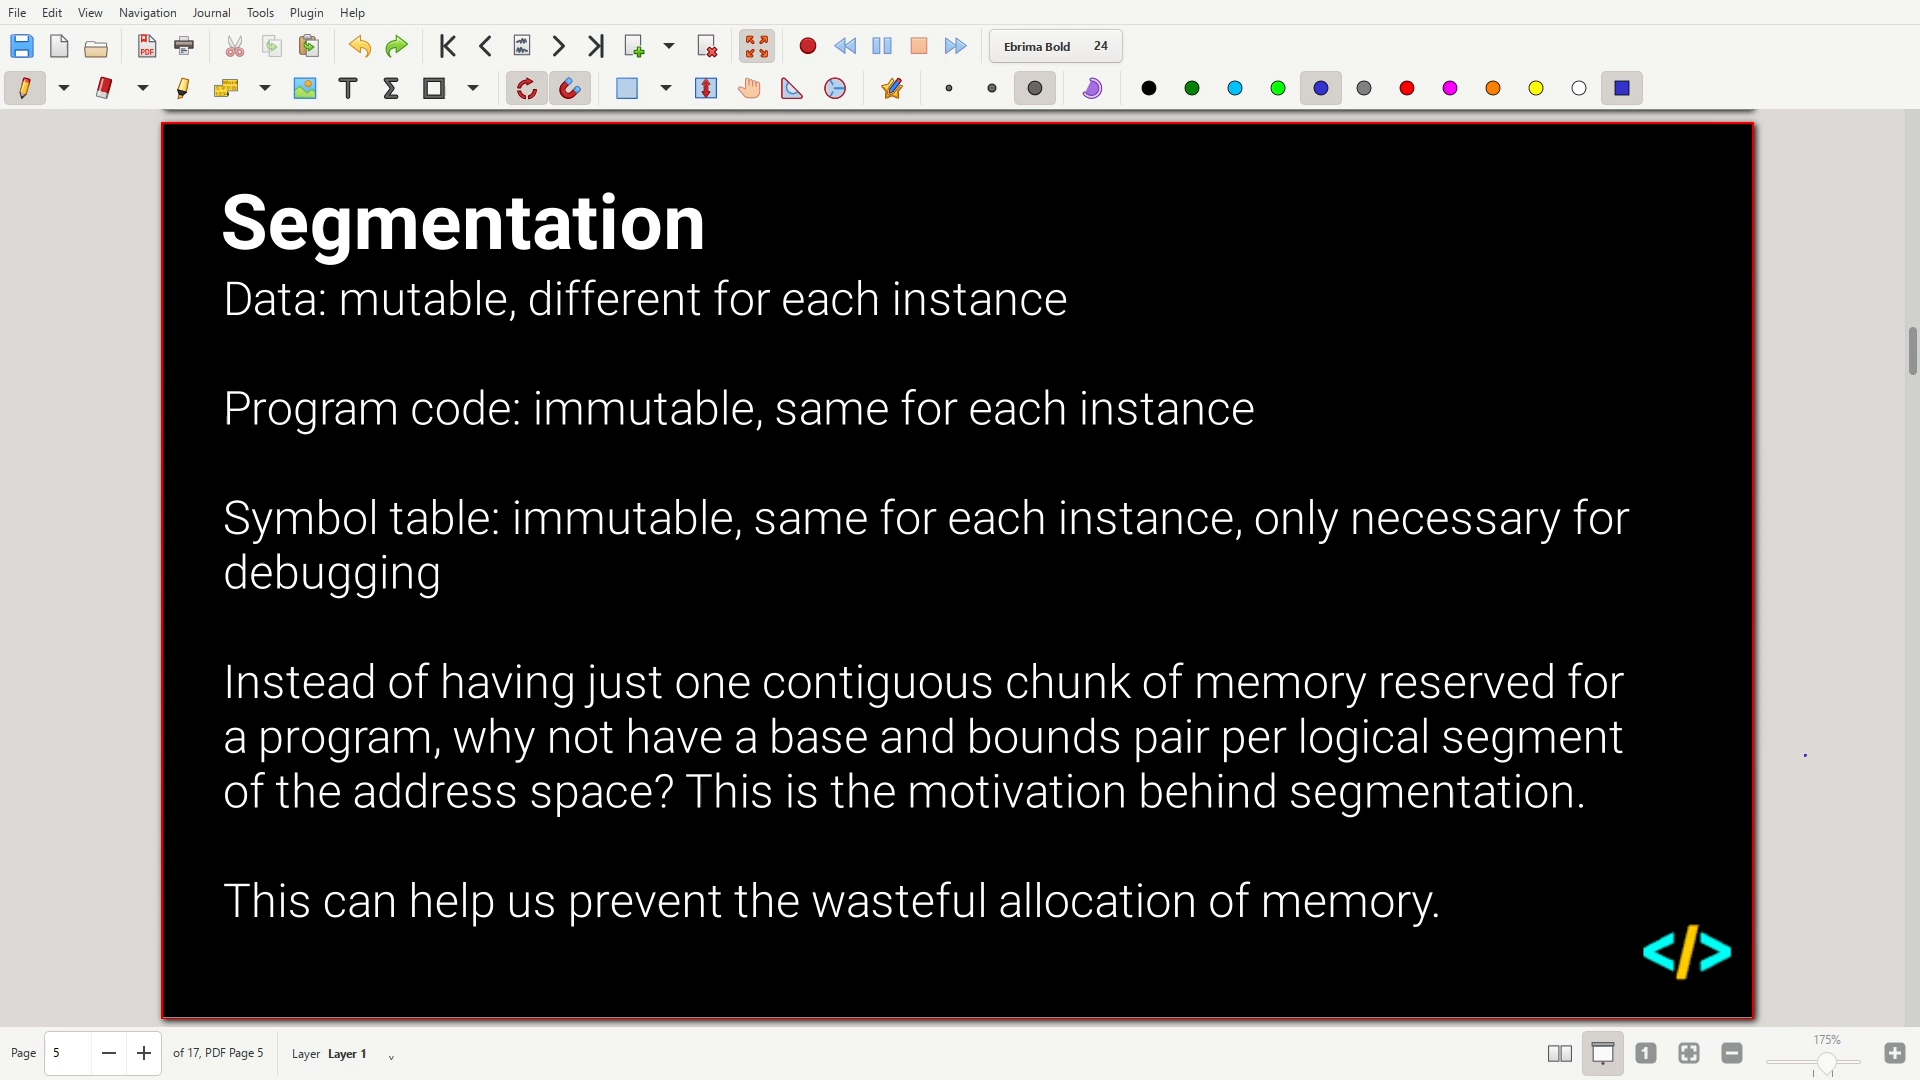 File Edit View Navigation Journal Tools Plugin Help
Ebrima Bold 24
Segmentation
Data: mutable, different for each instance
Program code: immutable, same for each instance
Symbol table: immutable, same for each instance, only necessary for
debugging
Instead of having just one contiguous chunk of memory reserved for
a program, why not have a base and bounds pair per logical segment
of the address space? This is the motivation behind segmentation.
This can help us prevent the wasteful allocation of memory.
</>
Page 5 of 17, PDF Page 5 Layer Layer 1 175%